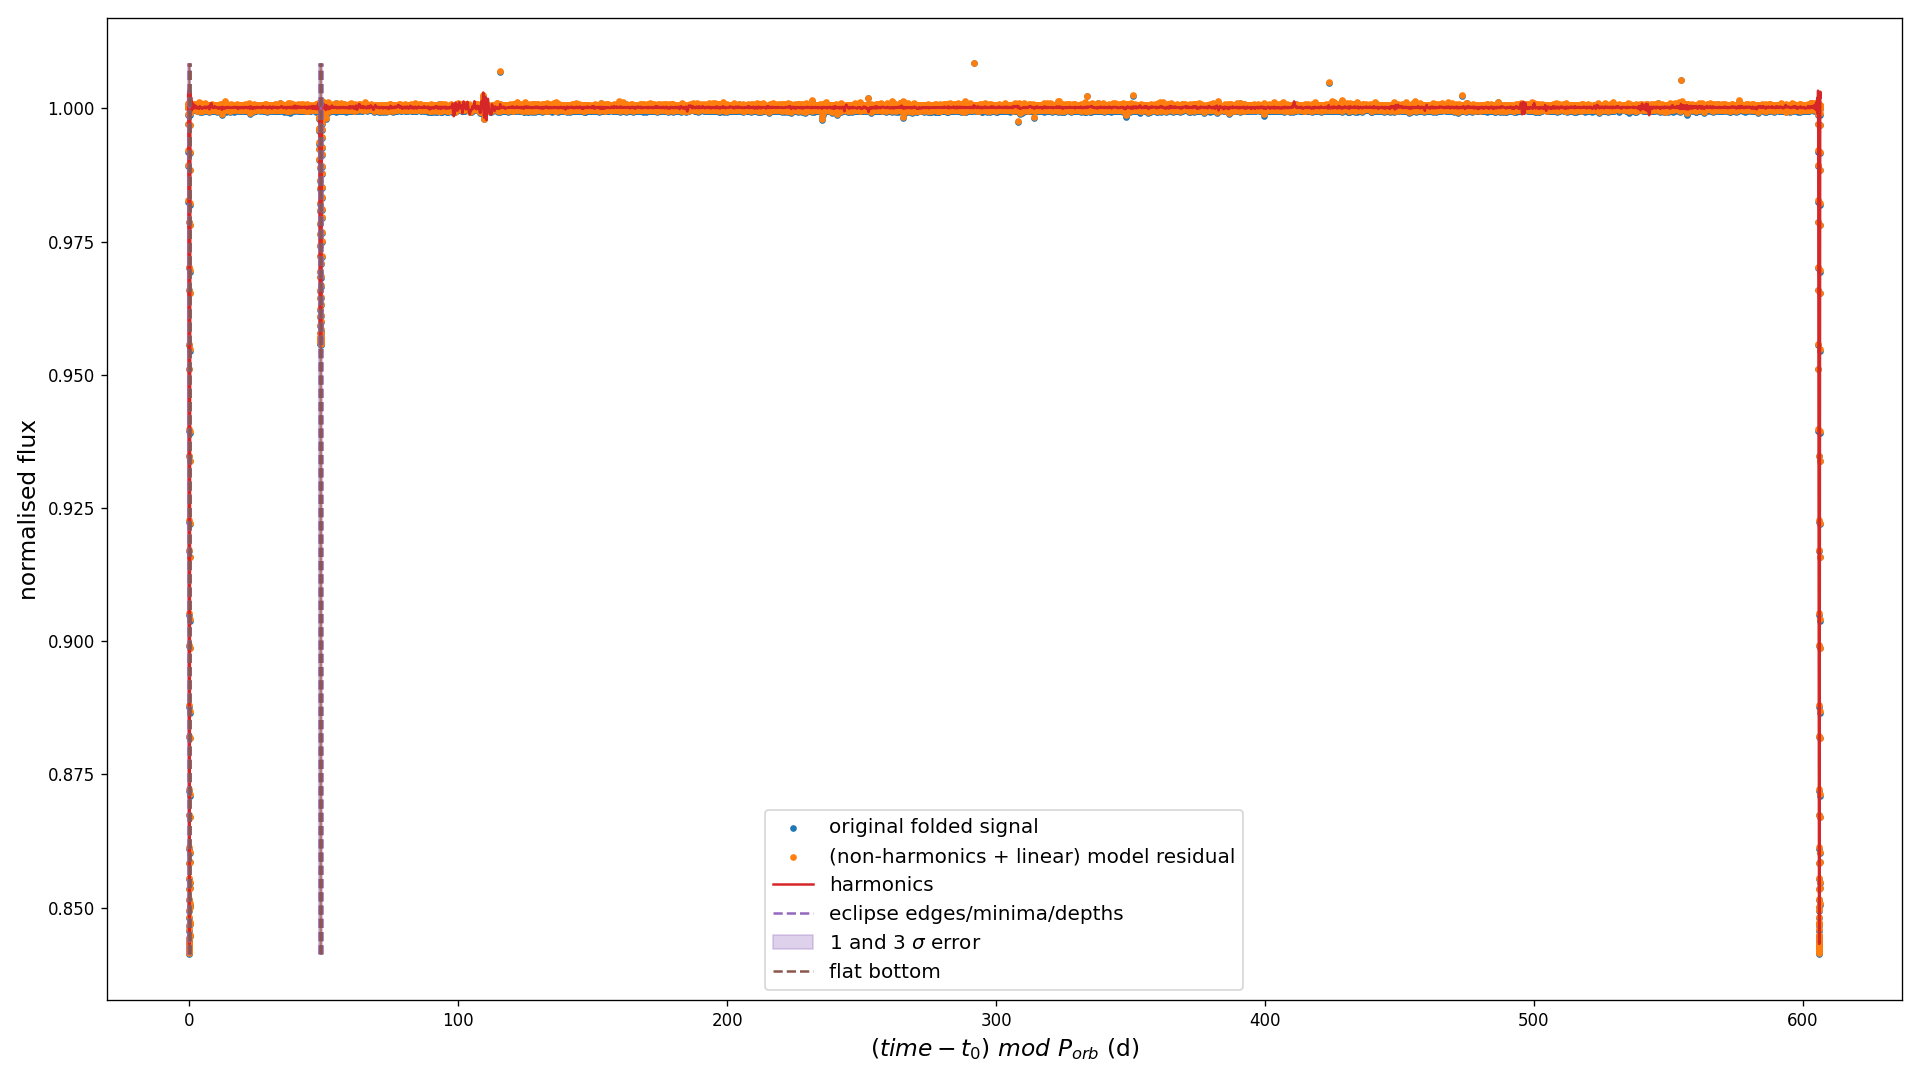 normalised flux
1.000
0.975
0.950
0.925
0.900
0.875
0.850
original folded signal
(non-harmonics + linear) model residual
harmonics
eclipse edges/minima/depths
1 and 3 σ error
flat bottom
0 100 200 300 400 500 600
(time − t₀) mod Pₒᵣb (d)